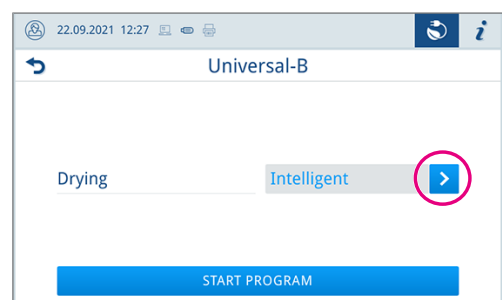 22.09.2021 12:27 i
Universal-B
Drying Intelligent
START PROGRAM